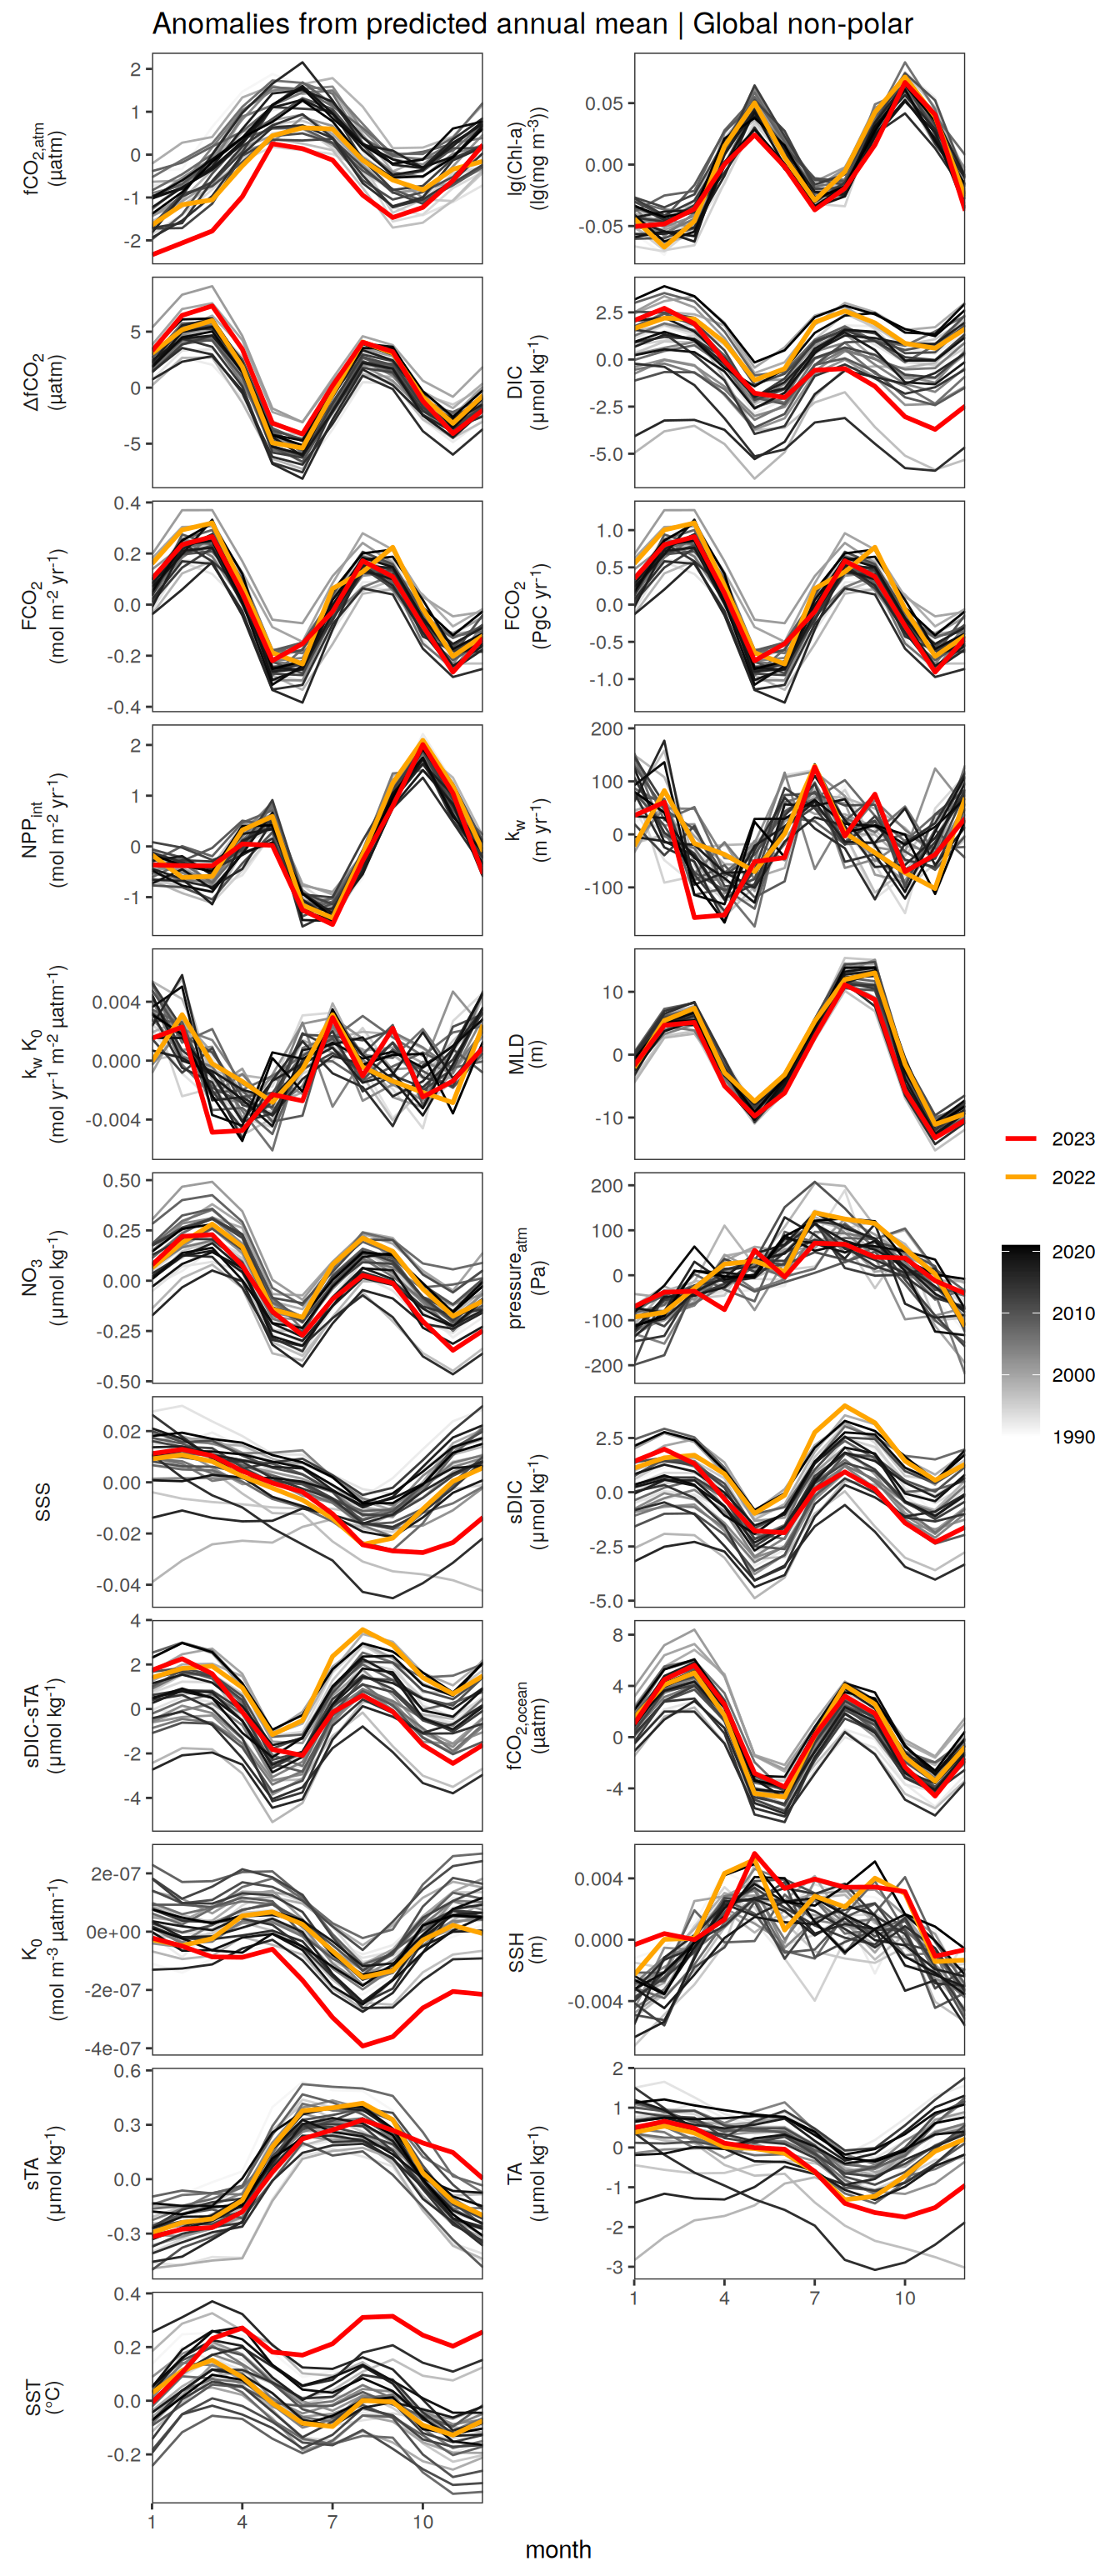 Anomalies from predicted annual mean | Global non-polar
fCO2,atm
(µatm)
2
1
0
-1
-2
lg(Chl-a)
(lg(mg m-3))
0.05
0.00
-0.05
ΔfCO2
(µatm)
5
0
-5
DIC
(µmol kg-1)
2.5
0.0
-2.5
-5.0
FCO2
(mol m-2 yr-1)
0.4
0.2
0.0
-0.2
-0.4
FCO2
(PgC yr-1)
1.0
0.5
0.0
-0.5
-1.0
NPPint
(mol m-2 yr-1)
2
1
0
-1
kw
(m yr-1)
200
100
0
-100
kw K0
(mol yr-1 m-2 µatm-1)
0.004
0.000
-0.004
MLD
(m)
10
0
-10
2023
2022
2020
2010
2000
1990
NO3
(µmol kg-1)
0.50
0.25
0.00
-0.25
-0.50
pressureatm
(Pa)
200
100
0
-100
-200
SSS
0.02
0.00
-0.02
-0.04
sDIC
(µmol kg-1)
2.5
0.0
-2.5
-5.0
sDIC-sTA
(µmol kg-1)
4
2
0
-2
-4
fCO2,ocean
(µatm)
8
4
0
-4
K0
(mol m-3 µatm-1)
2e-07
0e+00
-2e-07
-4e-07
SSH
(m)
0.004
0.000
-0.004
sTA
(µmol kg-1)
0.6
0.3
0.0
-0.3
TA
(µmol kg-1)
2
1
0
-1
-2
-3
1 4 7 10
SST
(°C)
0.4
0.2
0.0
-0.2
1 4 7 10
month